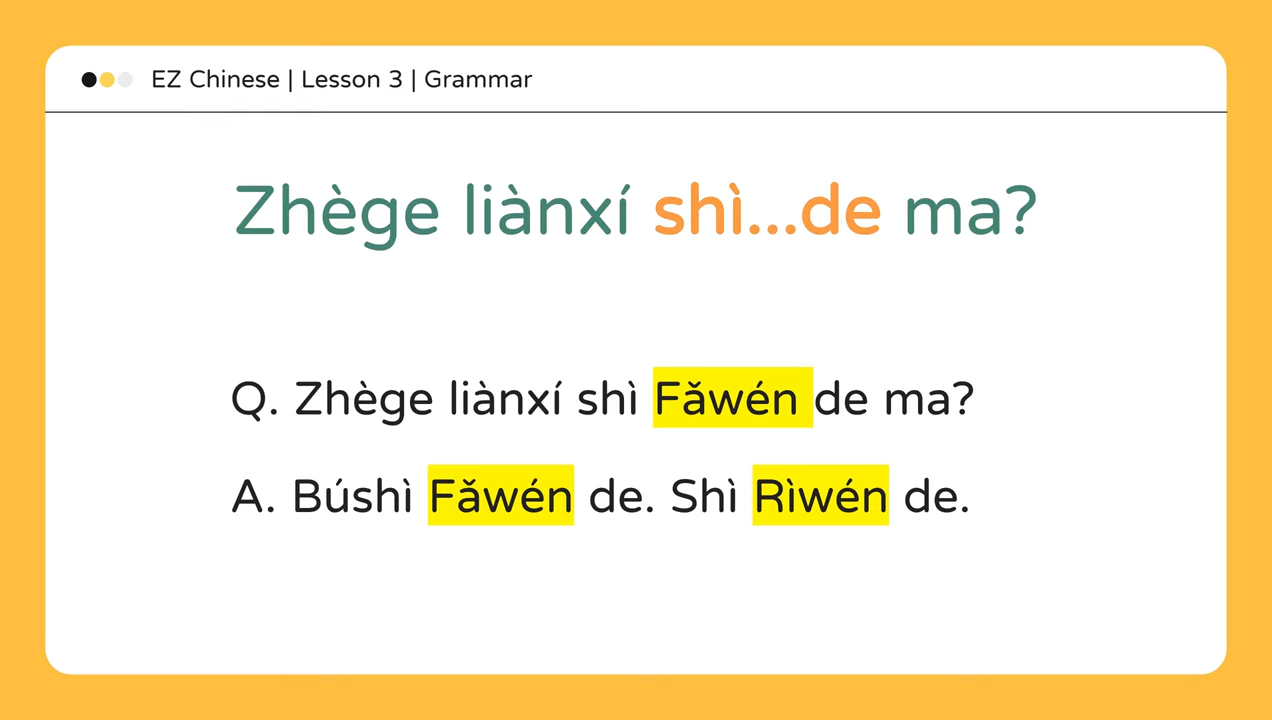 EZ Chinese | Lesson 3 | Grammar
Zhège liànxí shì...de ma?
Q. Zhège liànxí shì Fǎwén de ma?
A. Búshì Fǎwén de. Shì Rìwén de.